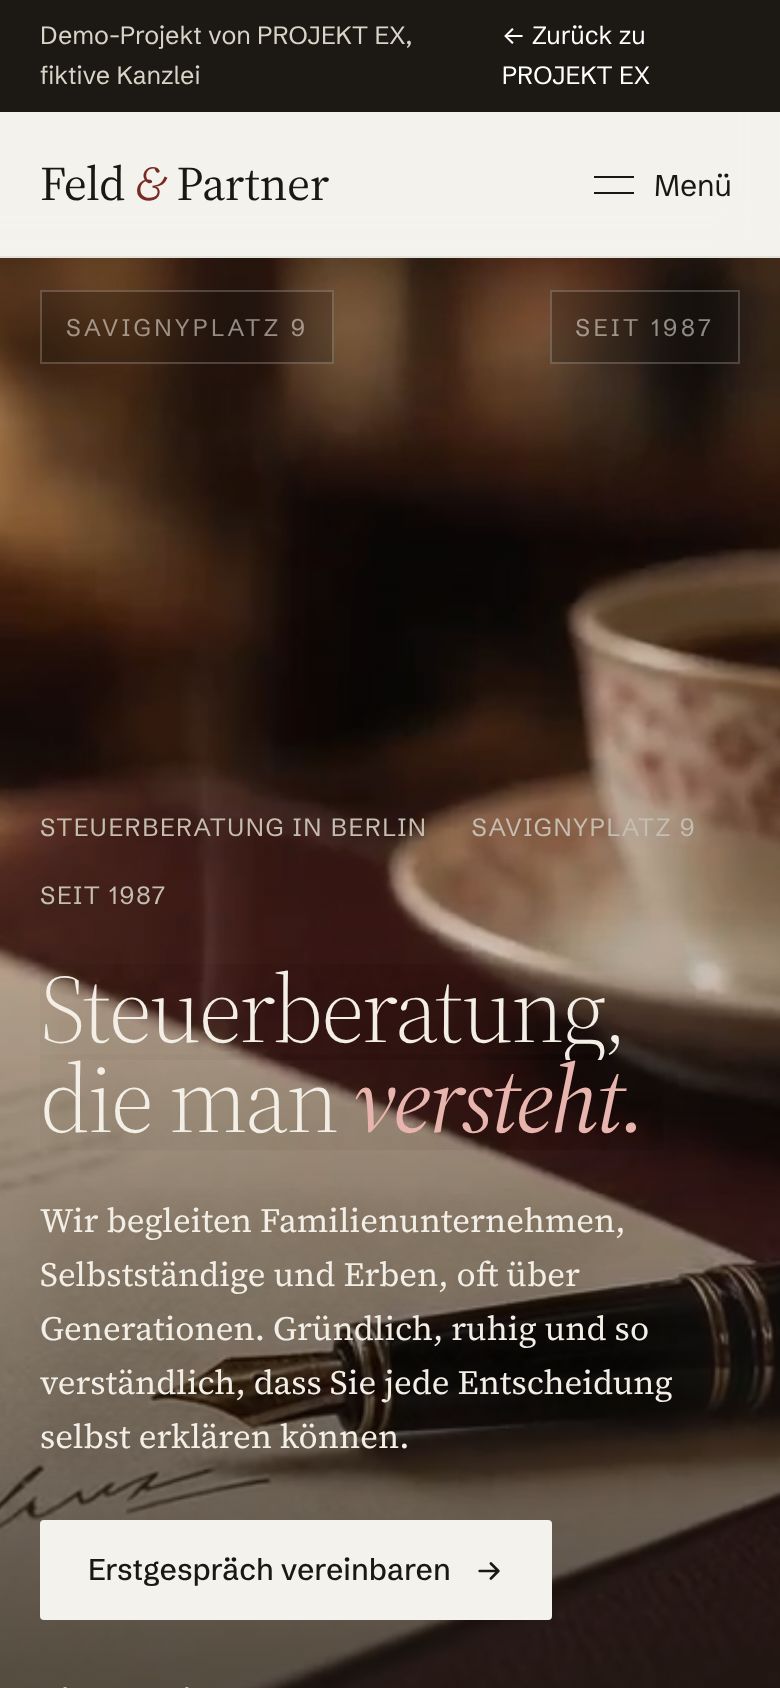 Demo-Projekt von PROJEKT EX,
fiktive Kanzlei
← Zurück zu
PROJEKT EX
Feld & Partner
Menü
SAVIGNYPLATZ 9
SEIT 1987
STEUERBERATUNG IN BERLIN SAVIGNYPLATZ 9
SEIT 1987
Steuerberatung,
die man versteht.
Wir begleiten Familienunternehmen,
Selbstständige und Erben, oft über
Generationen. Gründlich, ruhig und so
verständlich, dass Sie jede Entscheidung
selbst erklären können.
Erstgespräch vereinbaren →